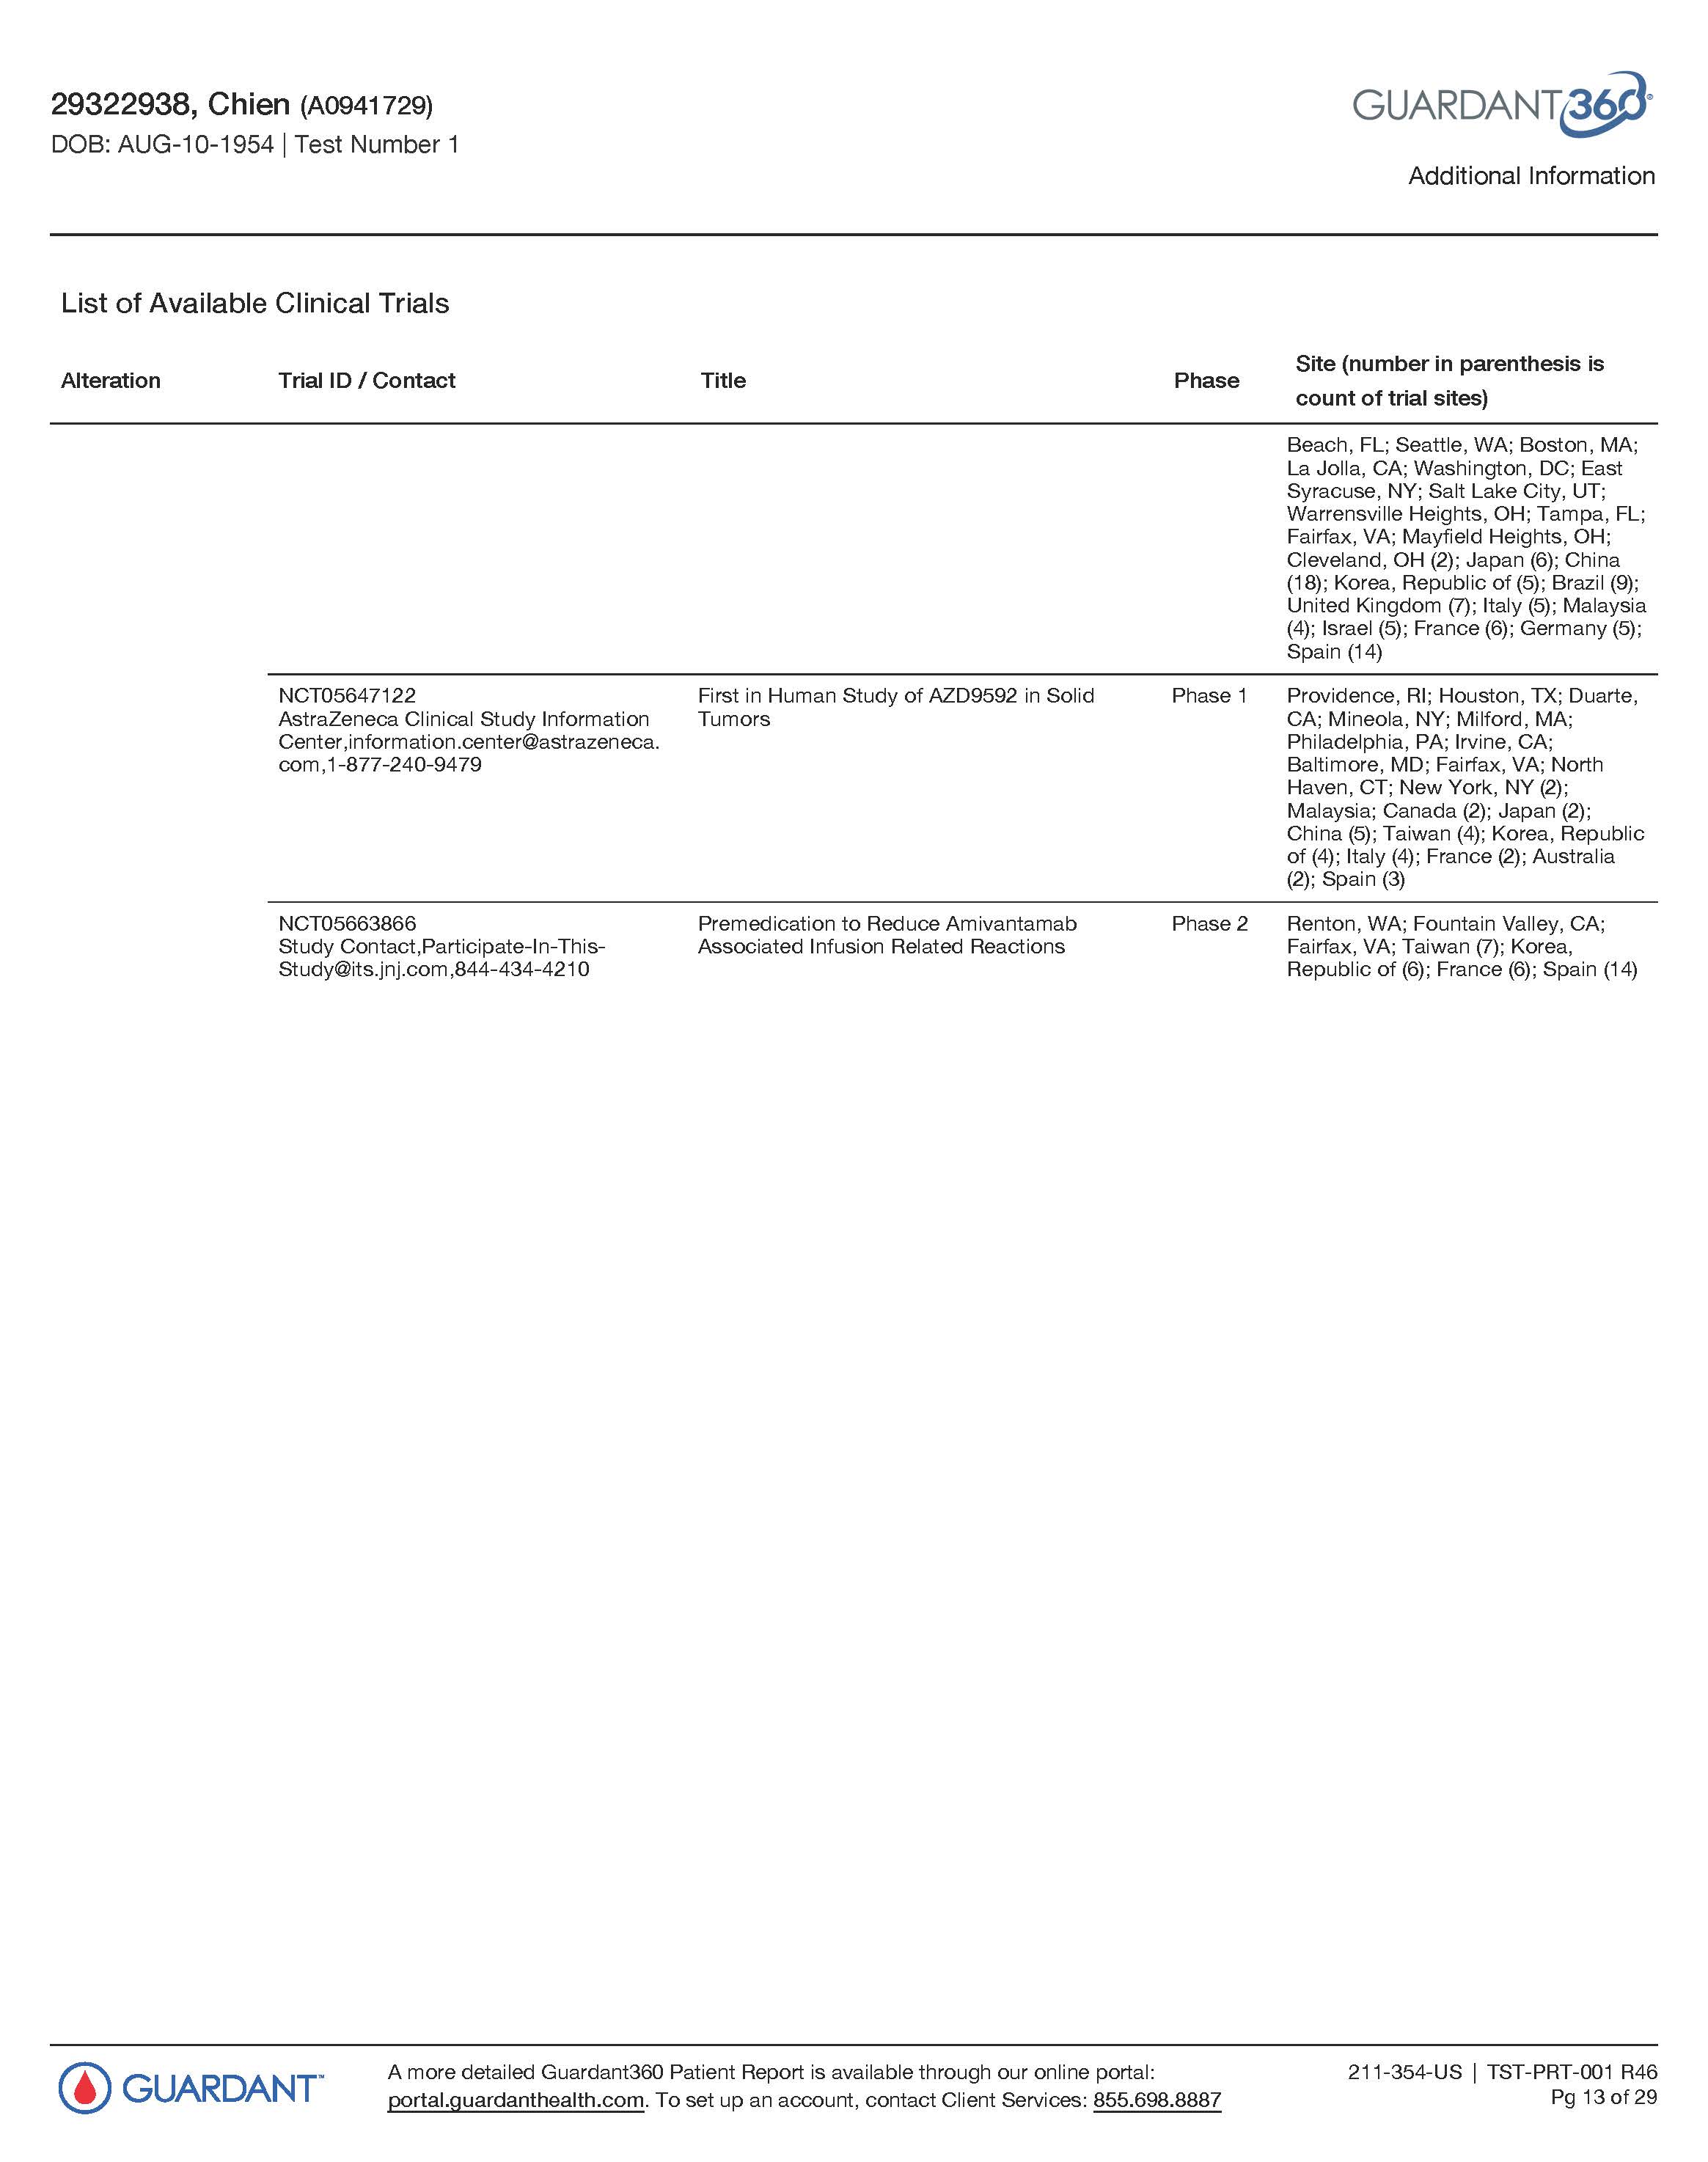 29322938, Chien (A0941729)
DOB: AUG-10-1954 | Test Number 1
GUARDANT360®
Additional Information
List of Available Clinical Trials
Alteration
Trial ID / Contact
Title
Phase
Site (number in parenthesis is
count of trial sites)
Beach, FL; Seattle, WA; Boston, MA;
La Jolla, CA; Washington, DC; East
Syracuse, NY; Salt Lake City, UT;
Warrensville Heights, OH; Tampa, FL;
Fairfax, VA; Mayfield Heights, OH;
Cleveland, OH (2); Japan (6); China
(18); Korea, Republic of (5); Brazil (9);
United Kingdom (7); Italy (5); Malaysia
(4); Israel (5); France (6); Germany (5);
Spain (14)
NCT05647122
AstraZeneca Clinical Study Information
Center,information.center@astrazeneca.
com,1-877-240-9479
First in Human Study of AZD9592 in Solid
Tumors
Phase 1
Providence, RI; Houston, TX; Duarte,
CA; Mineola, NY; Milford, MA;
Philadelphia, PA; Irvine, CA;
Baltimore, MD; Fairfax, VA; North
Haven, CT; New York, NY (2);
Malaysia; Canada (2); Japan (2);
China (5); Taiwan (4); Korea, Republic
of (4); Italy (4); France (2); Australia
(2); Spain (3)
NCT05663866
Study Contact,Participate-In-This-
Study@its.jnj.com,844-434-4210
Premedication to Reduce Amivantamab
Associated Infusion Related Reactions
Phase 2
Renton, WA; Fountain Valley, CA;
Fairfax, VA; Taiwan (7); Korea,
Republic of (6); France (6); Spain (14)
GUARDANT™
A more detailed Guardant360 Patient Report is available through our online portal:
portal.guardanthealth.com. To set up an account, contact Client Services: 855.698.8887
211-354-US | TST-PRT-001 R46
Pg 13 of 29